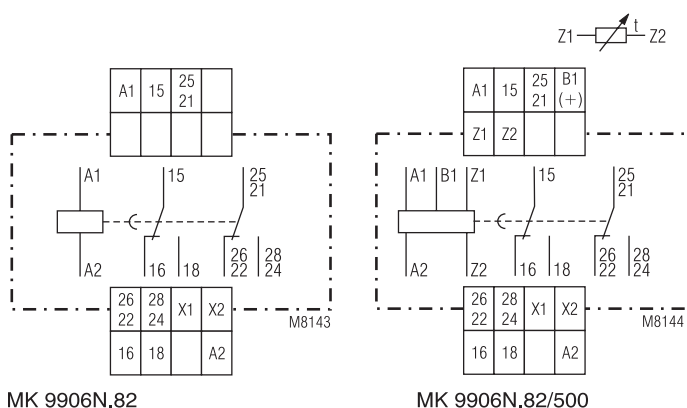 Z1 t Z2
A1 15 25 21
A1 15 25 21 B1 (+)
Z1 Z2
A1 15 25 21
A2 16 18 26 22 28 24
A1 B1 Z1 15 25 21
A2 Z2 16 18 26 22 28 24
26 22 28 24 X1 X2
16 18 A2
M8143
26 22 28 24 X1 X2
16 18 A2
M8144
MK 9906N.82
MK 9906N.82/500